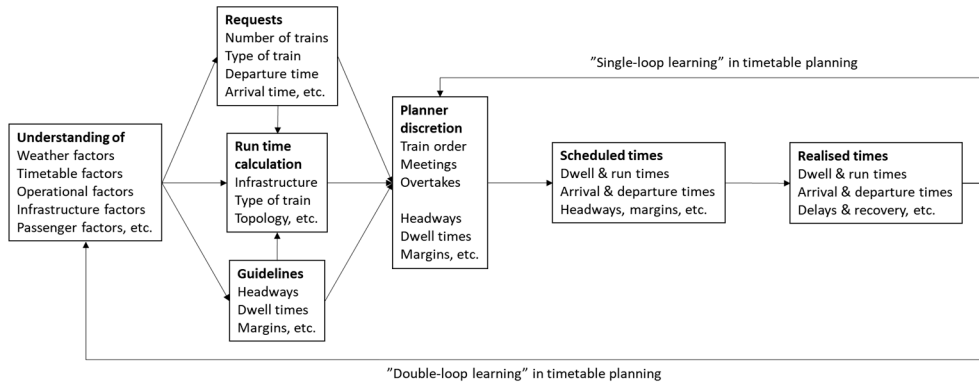 Requests
Number of trains
Type of train
Departure time
Arrival time, etc.
”Single-loop learning” in timetable planning
Understanding of
Weather factors
Timetable factors
Operational factors
Infrastructure factors
Passenger factors, etc.
Run time
calculation
Infrastructure
Type of train
Topology, etc.
Guidelines
Headways
Dwell times
Margins, etc.
Planner
discretion
Train order
Meetings
Overtakes
Headways
Dwell times
Margins, etc.
Scheduled times
Dwell & run times
Arrival & departure times
Headways, margins, etc.
Realised times
Dwell & run times
Arrival & departure times
Delays & recovery, etc.
”Double-loop learning” in timetable planning